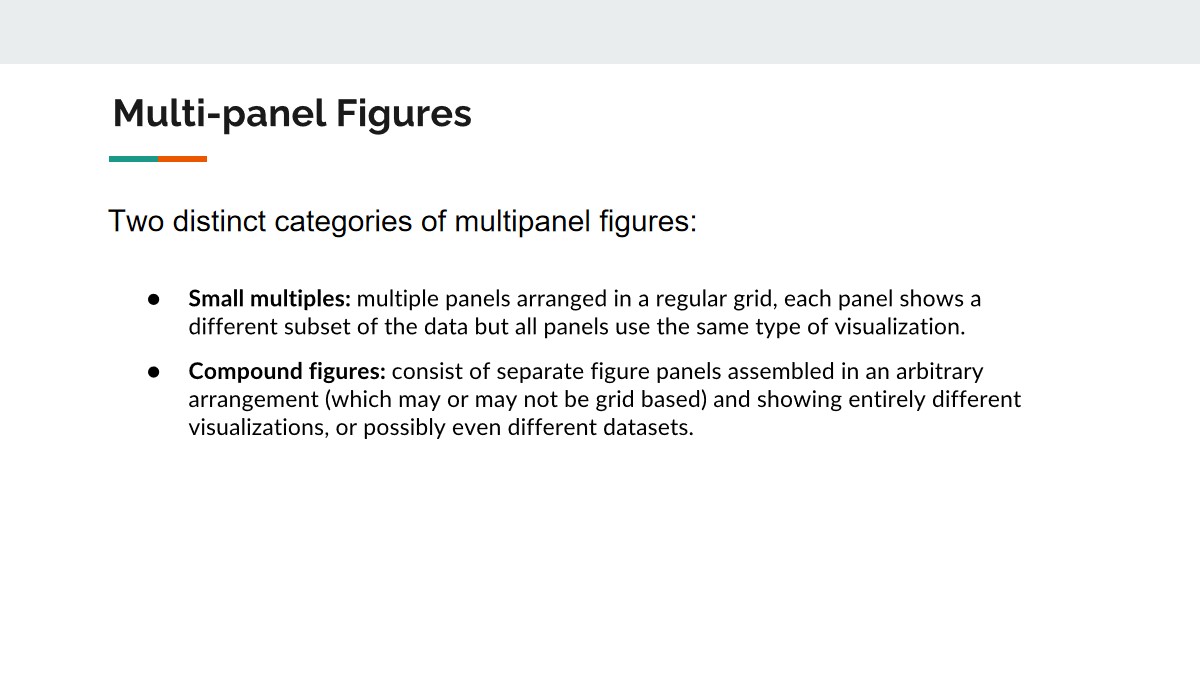 Multi-panel Figures
Two distinct categories of multipanel figures:
● Small multiples: multiple panels arranged in a regular grid, each panel shows a
different subset of the data but all panels use the same type of visualization.
● Compound figures: consist of separate figure panels assembled in an arbitrary
arrangement (which may or may not be grid based) and showing entirely different
visualizations, or possibly even different datasets.